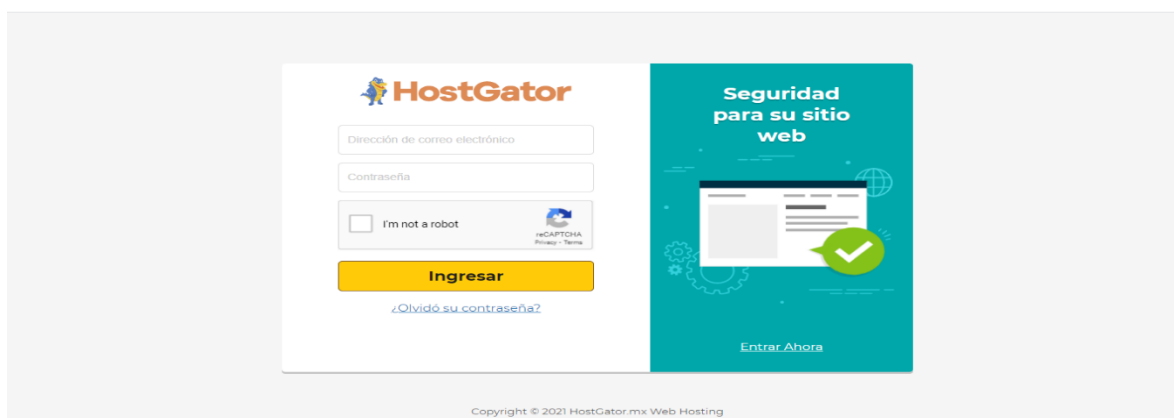 HostGator
Dirección de correo electrónico
Contraseña
I'm not a robot
reCAPTCHA
Privacy - Terms
Ingresar
¿Olvidó su contraseña?
Seguridad
para su sitio
web
Entrar Ahora
Copyright © 2021 HostGator.mx Web Hosting